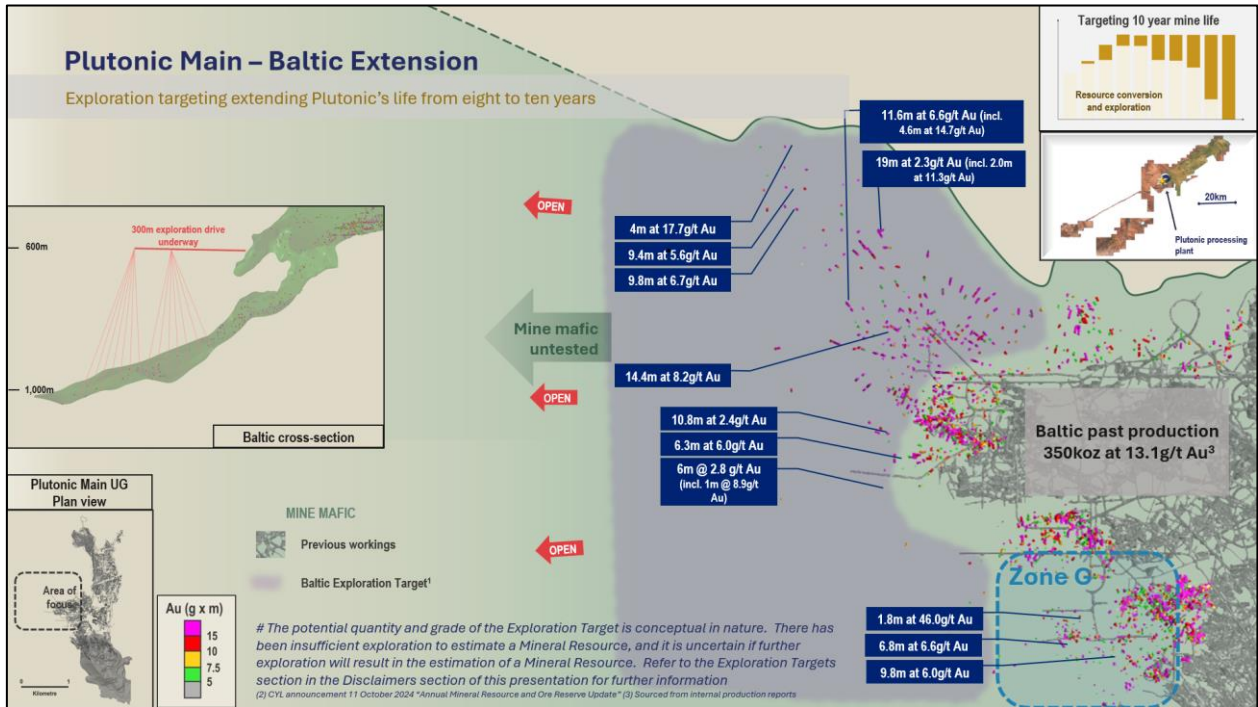 Plutonic Main – Baltic Extension
Exploration targeting extending Plutonic's life from eight to ten years
Targeting 10 year mine life
Resource conversion
and exploration
20km
Plutonic processing
plant
11.6m at 6.6g/t Au (incl.
4.6m at 14.7g/t Au)
19m at 2.3g/t Au (incl. 2.0m
at 11.3g/t Au)
OPEN
4m at 17.7g/t Au
9.4m at 5.6g/t Au
9.8m at 6.7g/t Au
300m exploration drive
underway
600m
1,000m
Baltic cross-section
Mine mafic
untested
14.4m at 8.2g/t Au
OPEN
10.8m at 2.4g/t Au
6.3m at 6.0g/t Au
6m @ 2.8 g/t Au
(incl. 1m @ 8.9g/t
Au)
Baltic past production
350koz at 13.1g/t Au³
Plutonic Main UG
Plan view
Area of
focus
0 1
Kilometre
MINE MAFIC
Previous workings
Baltic Exploration Target¹
OPEN
Au (g x m)
15
10
7.5
5
Zone G
1.8m at 46.0g/t Au
6.8m at 6.6g/t Au
9.8m at 6.0g/t Au
# The potential quantity and grade of the Exploration Target is conceptual in nature. There has
been insufficient exploration to estimate a Mineral Resource, and it is uncertain if further
exploration will result in the estimation of a Mineral Resource. Refer to the Exploration Targets
section in the Disclaimers section of this presentation for further information
(2) CYL announcement 11 October 2024 "Annual Mineral Resource and Ore Reserve Update" (3) Sourced from internal production reports